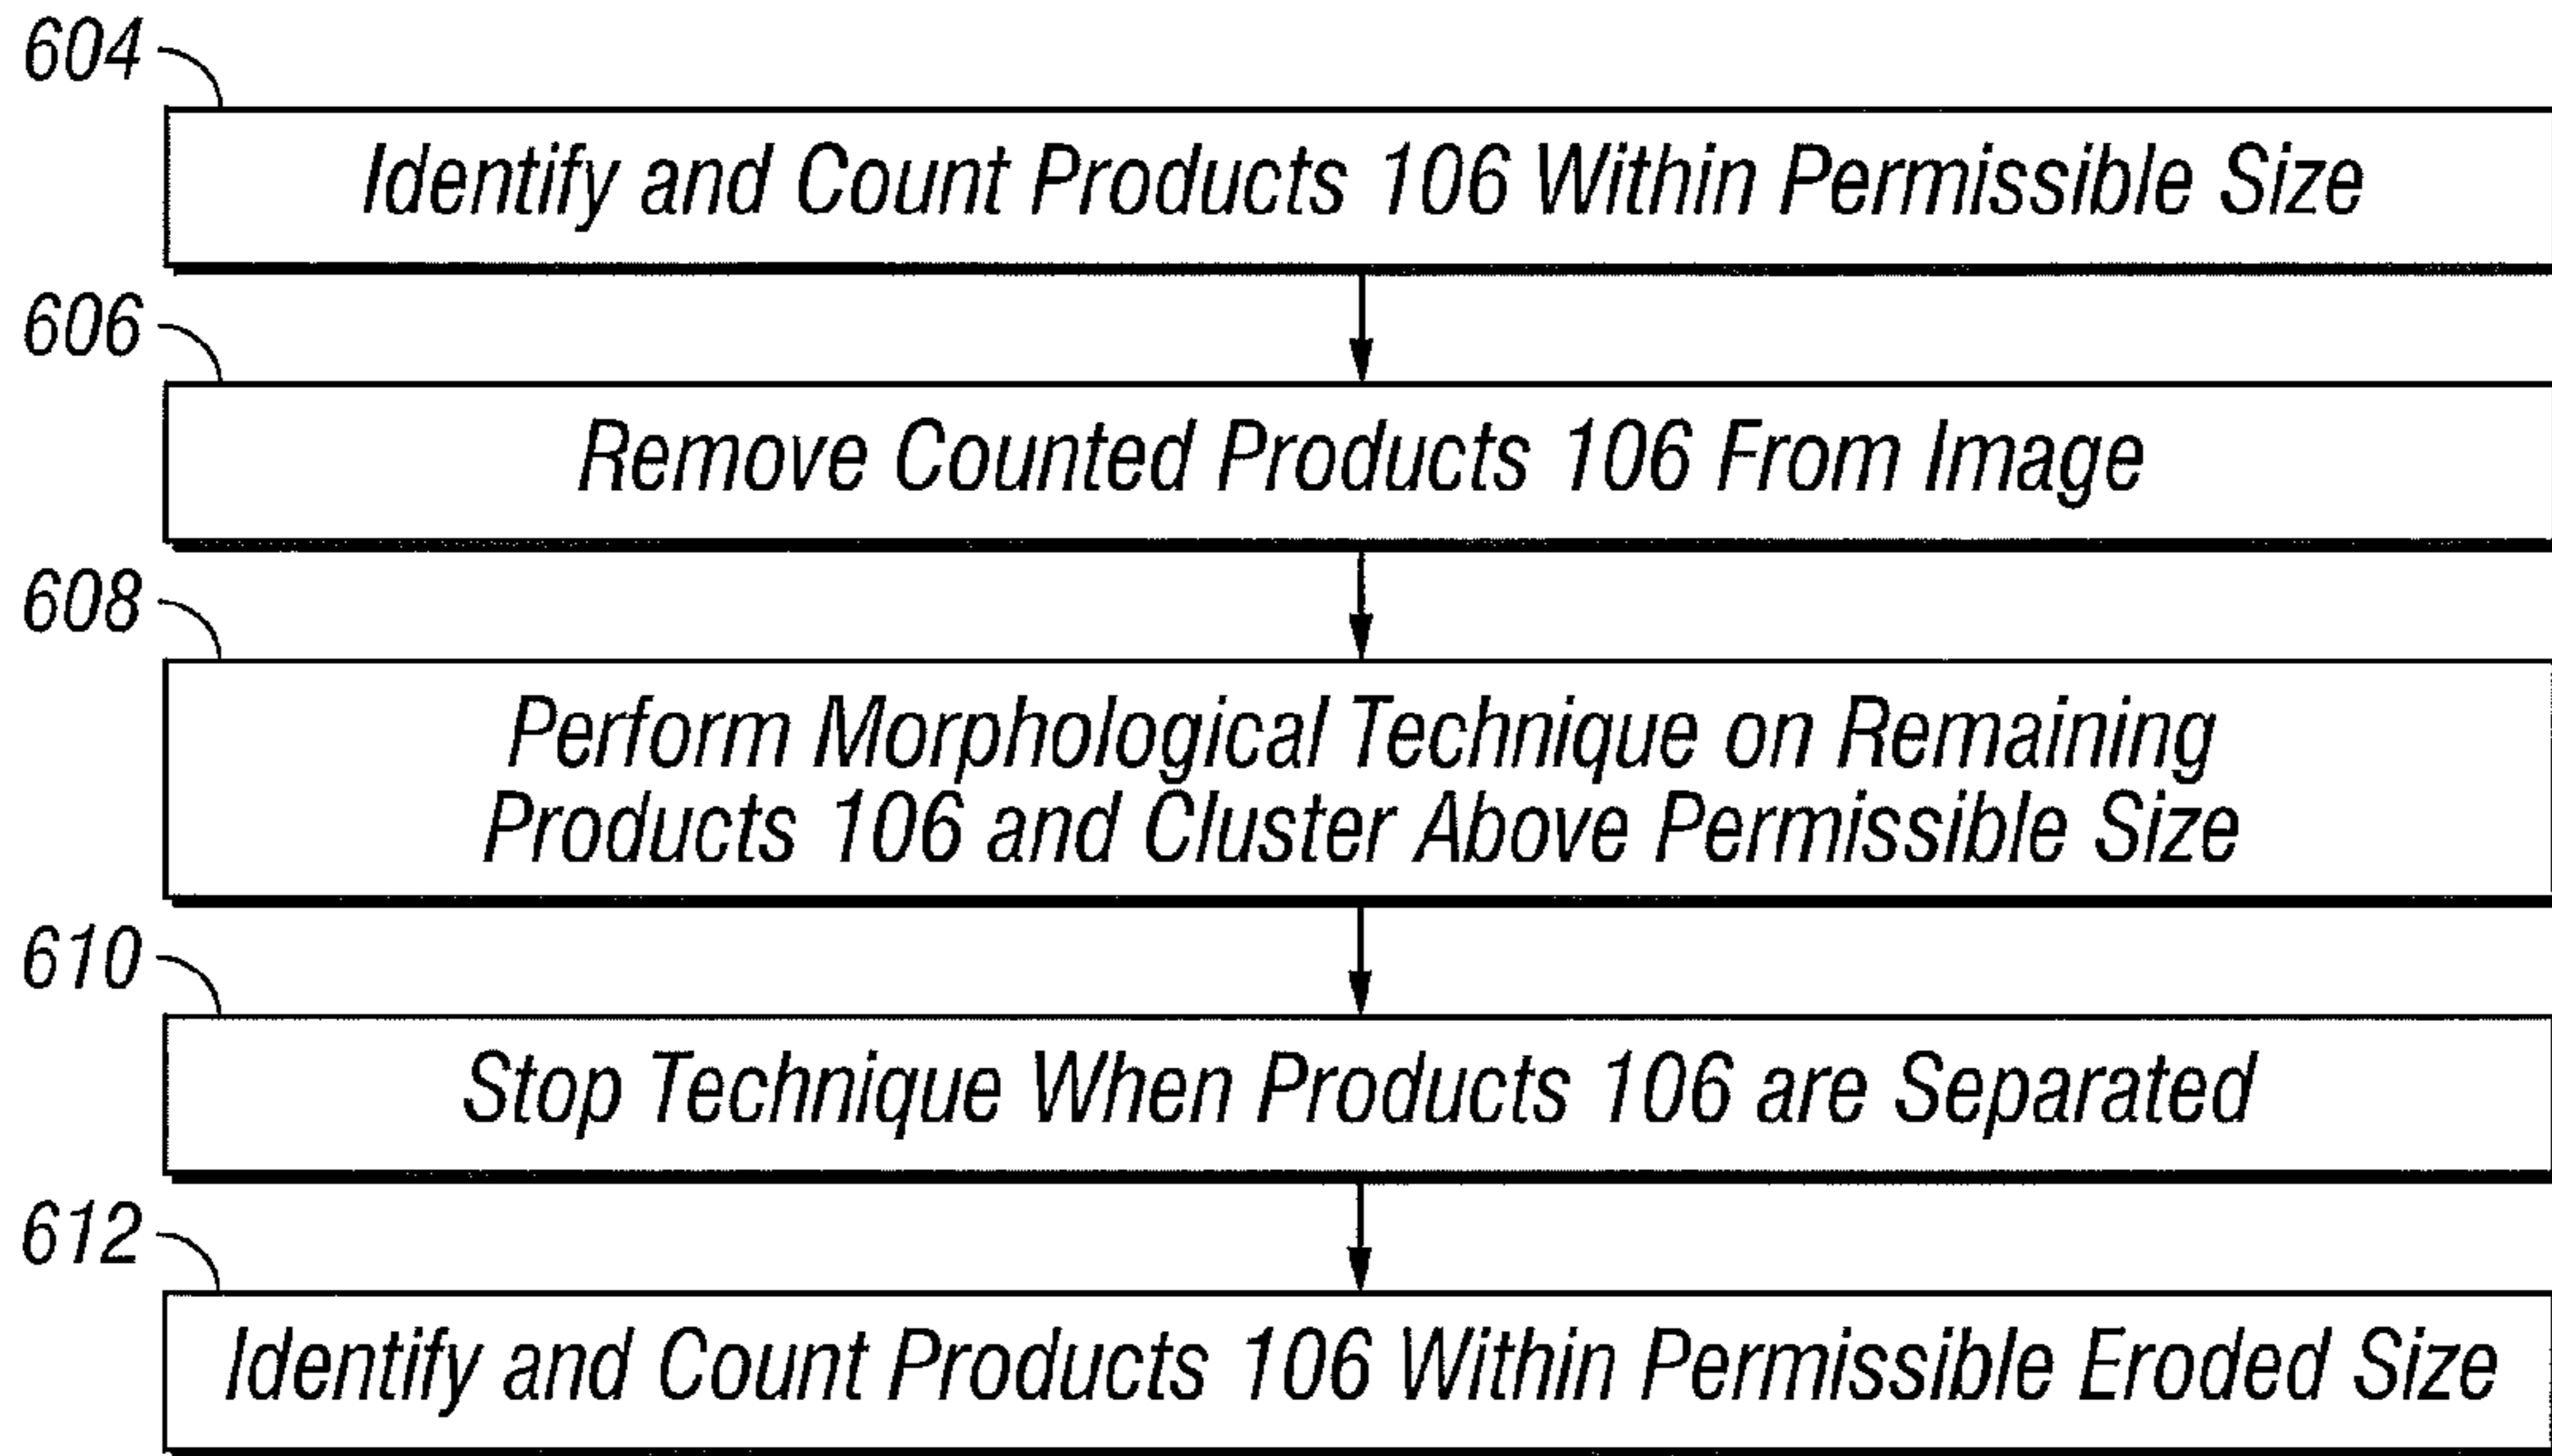 604
Identify and Count Products 106 Within Permissible Size
606
Remove Counted Products 106 From Image
608
Perform Morphological Technique on Remaining
Products 106 and Cluster Above Permissible Size
610
Stop Technique When Products 106 are Separated
612
Identify and Count Products 106 Within Permissible Eroded Size